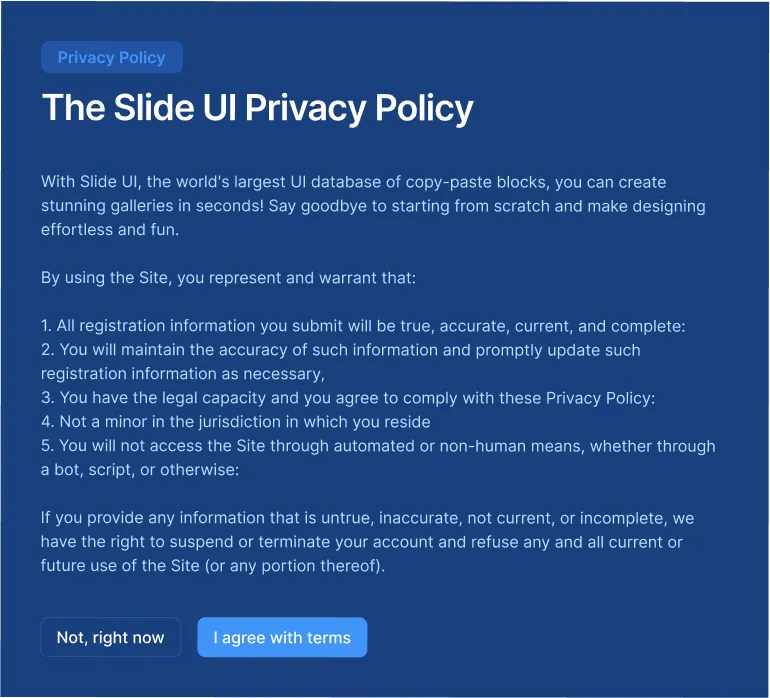 Privacy Policy
The Slide UI Privacy Policy
With Slide UI, the world's largest UI database of copy-paste blocks, you can create
stunning galleries in seconds! Say goodbye to starting from scratch and make designing
effortless and fun.
By using the Site, you represent and warrant that:
1. All registration information you submit will be true, accurate, current, and complete:
2. You will maintain the accuracy of such information and promptly update such
registration information as necessary,
3. You have the legal capacity and you agree to comply with these Privacy Policy:
4. Not a minor in the jurisdiction in which you reside
5. You will not access the Site through automated or non-human means, whether through
a bot, script, or otherwise:
If you provide any information that is untrue, inaccurate, not current, or incomplete, we
have the right to suspend or terminate your account and refuse any and all current or
future use of the Site (or any portion thereof).
Not, right now
I agree with terms